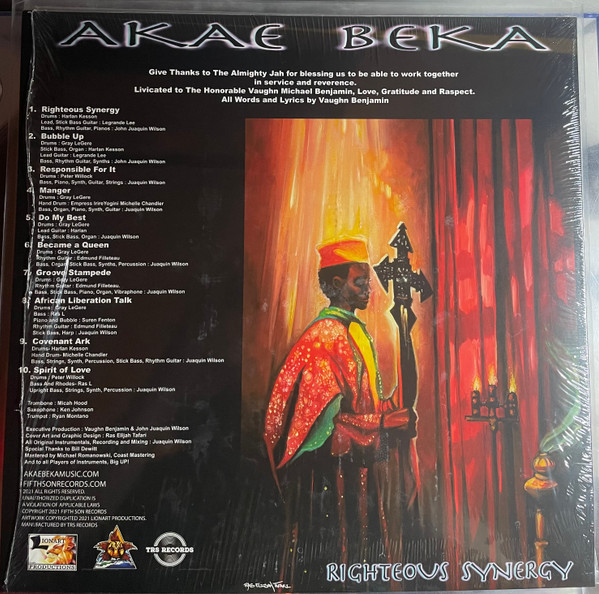 AKAE BEKA
Give Thanks to The Almighty Jah for blessing us to be able to work together
in service and reverence.
Livicated to The Honorable Vaughn Michael Benjamin, Love, Gratitude and Raspect.
All Words and Lyrics by Vaughn Benjamin
1. Righteous Synergy
Drums : Harlan Kesson
Lead, Stick Bass Guitar : Legrande Lee
Bass, Rhythm Guitar, Pianos : John Juaquin Wilson
2. Bubble Up
Drums : Gray LeGere
Stick Bass, Organ : Harlan Kesson
Lead Guitar : Legrande Lee
Bass, Rhythm Guitar, Synths : John Juaquin Wilson
3. Responsible For It
Drums : Peter Willock
Bass, Piano, Synth, Guitar, Strings : Juaquin Wilson
4. Manger
Drums : Gray LeGere
Hand Drum : Empress IrireYogini Michelle Chandler
Bass, Organ, Piano, Synth, Guitar : Juaquin Wilson
5. Do My Best
Drums : Gray LeGere
Lead Guitar : Harlan
Bass, Stick Bass, Organ : Juaquin Wilson
6. Became a Queen
Drums : Gray LeGere
Rhythm Guitar : Edmund Filleteau
Bass, Organ, Stick Bass, Synths, Percussion : Juaquin Wilson
7. Groove Stampede
Drums : Gray LeGere
Rhythm Guitar : Edmund Filleteau.
Bass, Stick Bass, Piano, Organ, Vibraphone : Juaquin Wilson
8. African Liberation Talk
Drums : Gray LeGere
Bass : Ras L
Piano and Bubble : Suren Fenton
Rhythm Guitar : Edmund Filleteau
Stick Bass, Harp : Juaquin Wilson
9. Covenant Ark
Drums- Harlan Kesson
Hand Drum- Michelle Chandler
Bass, Strings, Synth, Percussion, Stick Bass, Rhythm Guitar : Juaquin Wilson
10. Spirit of Love
Drums / Peter Willock
Bass And Rhodes- Ras L
Upright Bass, Strings, Synth, Percussion : Juaquin Wilson
Trombone : Micah Hood
Saxophone : Ken Johnson
Trumpet : Ryan Montano
Executive Production : Vaughn Benjamin & John Juaquin Wilson
Cover Art and Graphic Design : Ras Elijah Tafari
All Original Instrumentals, Recording and Mixing : Juaquin Wilson
Special Thanks to Bill Dewitt
Mastered by Michael Romanowski, Coast Mastering
And to all Players of Instruments, Big UP!
AKAEBEKAMUSIC.COM
FIFTHSONRECORDS.COM
2021 ALL RIGHTS RESERVED.
UNAUTHORIZED DUPLICATION IS
A VIOLATION OF APPLICABLE LAWS
COPYRIGHT 2021 FIFTH SON RECORDS
ARTWORK COPYRIGHTED 2021 LIONART PRODUCTIONS.
MANUFACTURED BY TRS RECORDS
LIONART
PRODUCTIONS
TRS RECORDS
RIGHTEOUS SYNERGY